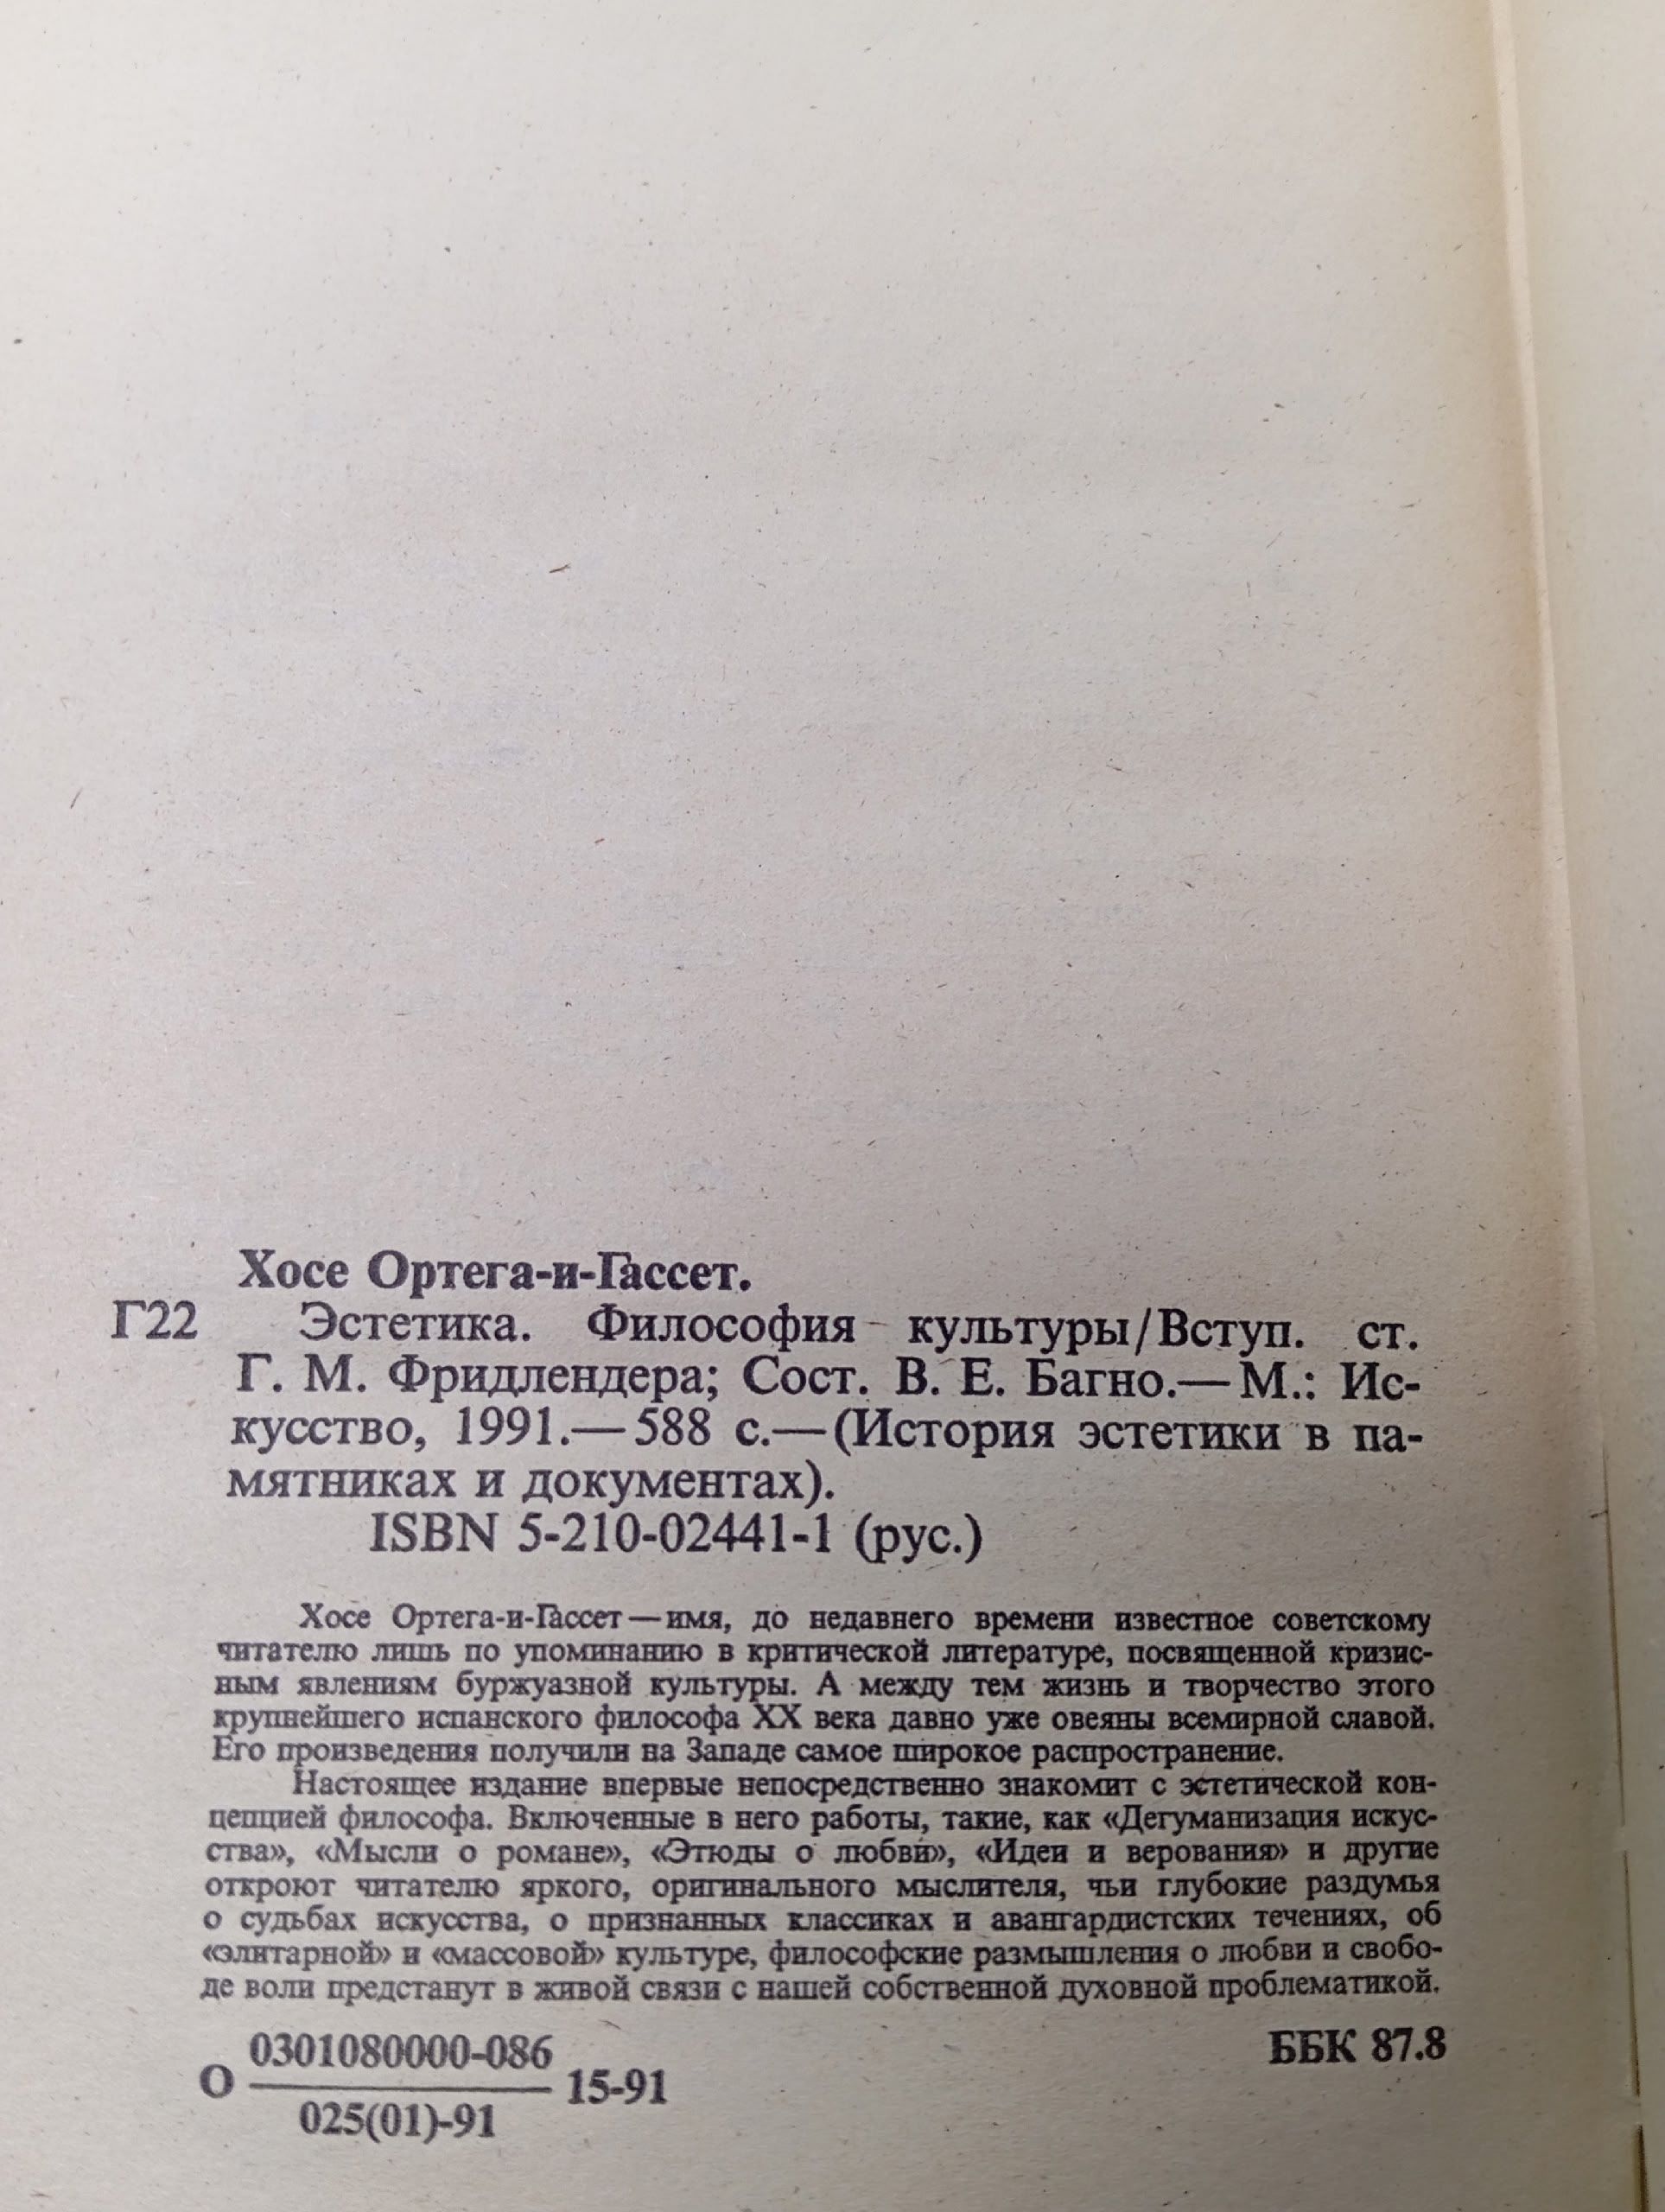 Хосе Ортега-и-Гассет.
Г22 Эстетика. Философия культуры/Вступ. ст.
Г. М. Фридлендера; Сост. В. Е. Багно.— М.: Ис-
кусство, 1991.— 588 с.— (История эстетики в па-
мятниках и документах).
ISBN 5-210-02441-1 (рус.)
Хосе Ортега-и-Гассет — имя, до недавнего времени известное советскому
читателю лишь по упоминанию в критической литературе, посвященной кризис-
ным явлениям буржуазной культуры. А между тем жизнь и творчество этого
крупнейшего испанского философа XX века давно уже овеяны всемирной славой.
Его произведения получили на Западе самое широкое распространение.
Настоящее издание впервые непосредственно знакомит с эстетической кон-
цепцией философа. Включенные в него работы, такие, как «Дегуманизация искус-
ства», «Мысли о романе», «Этюды о любви», «Идеи и верования» и другие
откроют читателю яркого, оригинального мыслителя, чьи глубокие раздумья
о судьбах искусства, о признанных классиках и авангардистских течениях, об
«элитарной» и «массовой» культуре, философские размышления о любви и свобо-
де воли предстанут в живой связи с нашей собственной духовной проблематикой.
0301080000-086
О 15-91
025(01)-91
ББК 87.8